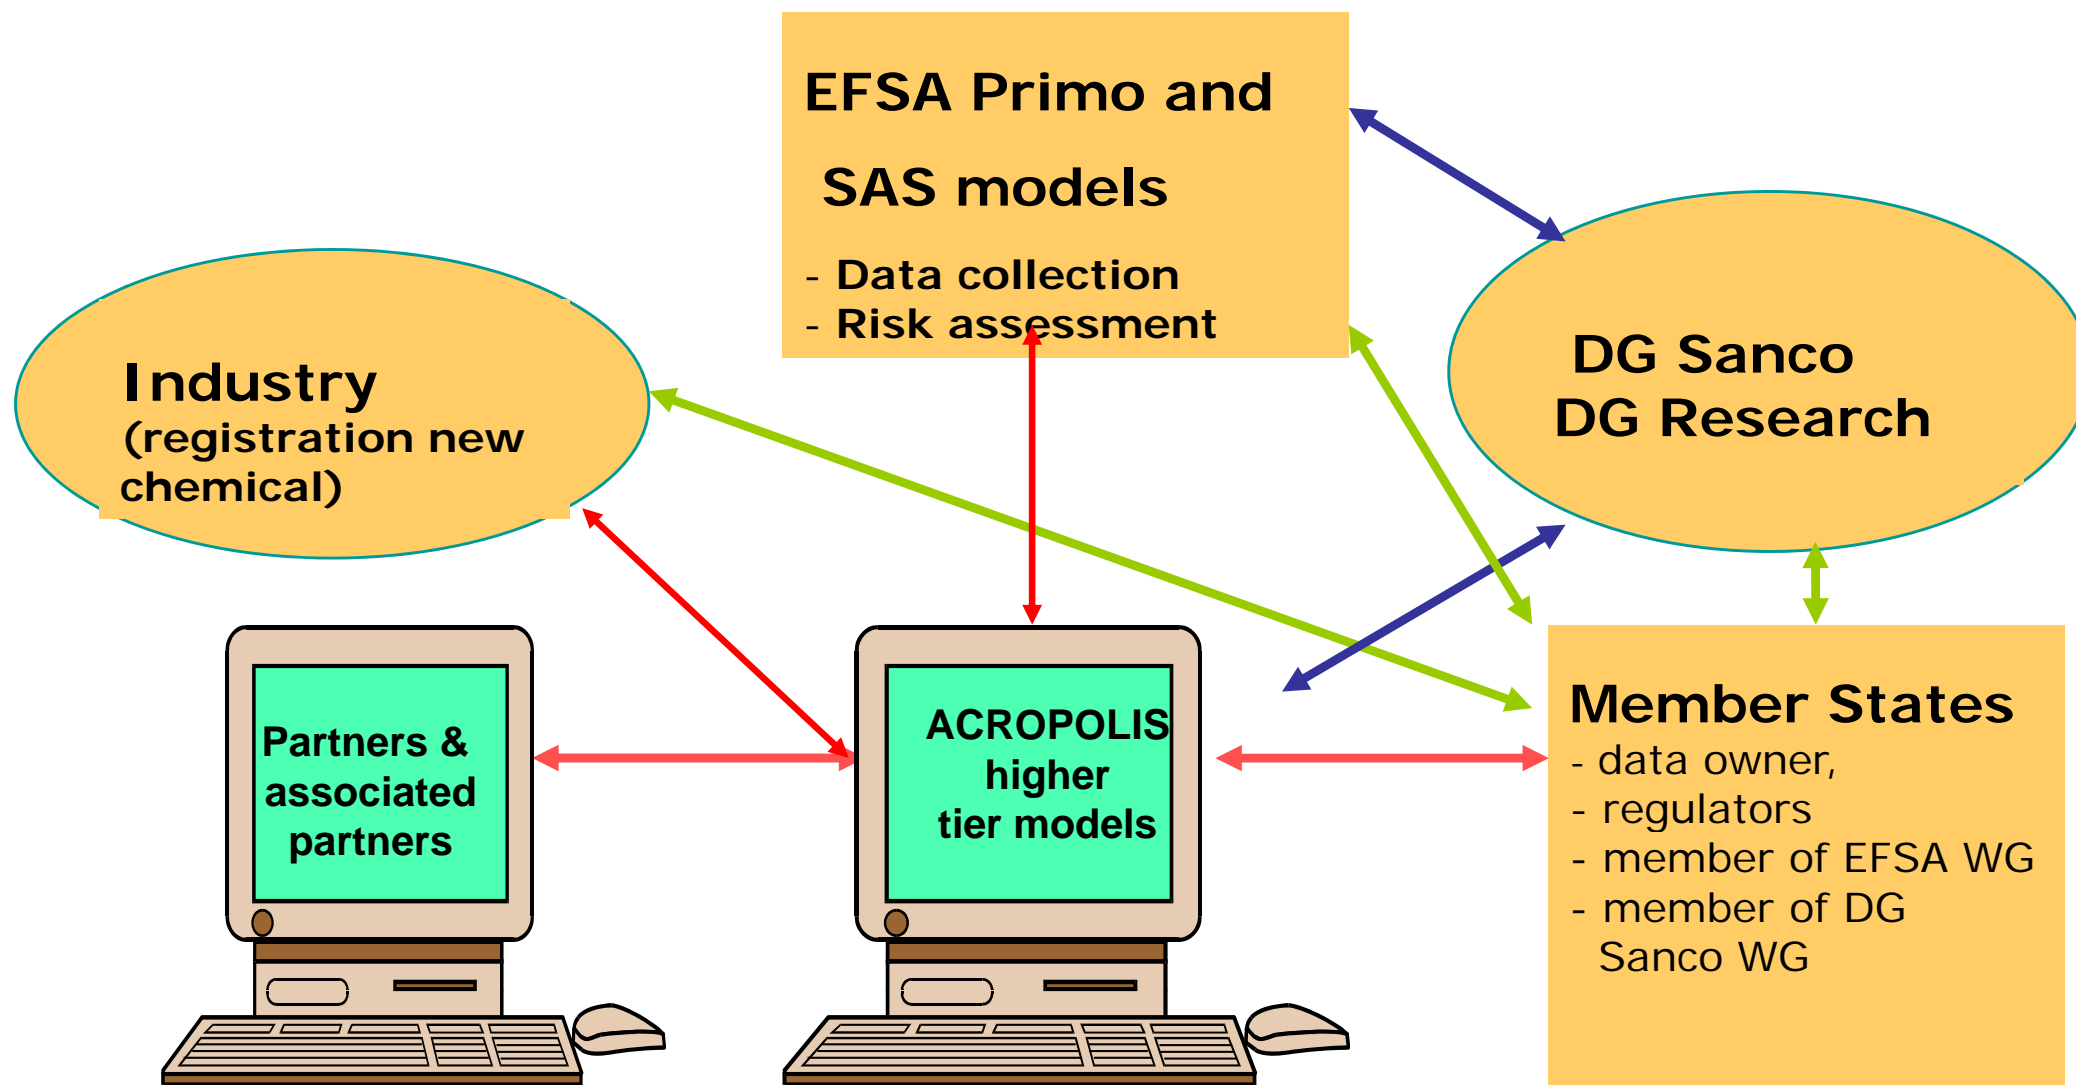 EFSA Primo and
SAS models
- Data collection
- Risk assessment
Industry
(registration new
chemical)
DG Sanco
DG Research
Partners &
associated
partners
ACROPOLIS
higher
tier models
Member States
- data owner,
- regulators
- member of EFSA WG
- member of DG
Sanco WG